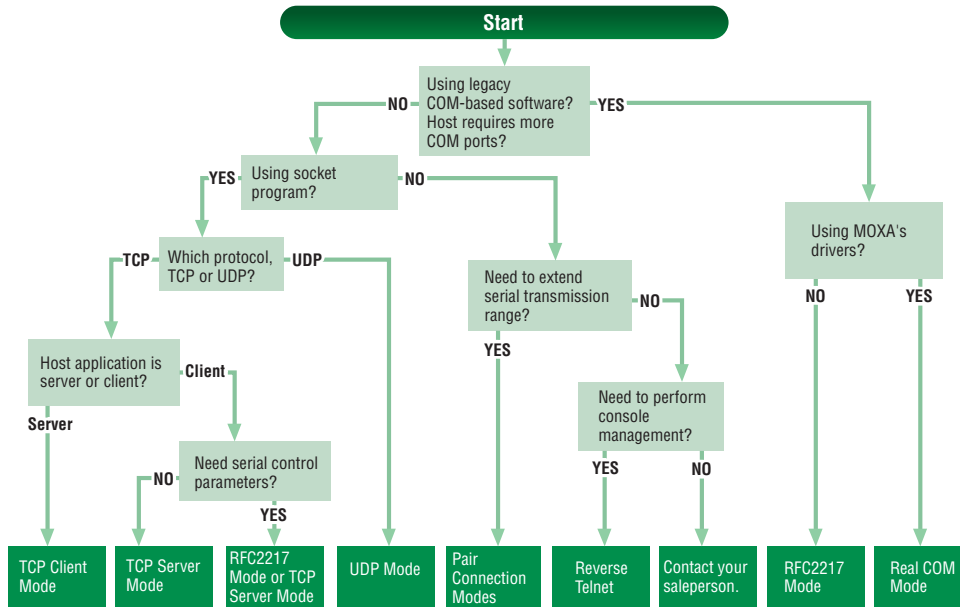 Start
Using legacy
COM-based software?
Host requires more
COM ports?
NO
YES
Using socket
program?
YES
NO
Using MOXA's
drivers?
Which protocol,
TCP or UDP?
TCP
UDP
Need to extend
serial transmission
range?
NO
YES
NO
YES
Host application is
server or client?
Client
Server
Need to perform
console
management?
YES
NO
Need serial control
parameters?
NO
YES
TCP Client
Mode
TCP Server
Mode
RFC2217
Mode or TCP
Server Mode
UDP Mode
Pair
Connection
Modes
Reverse
Telnet
Contact your
saleperson.
RFC2217
Mode
Real COM
Mode